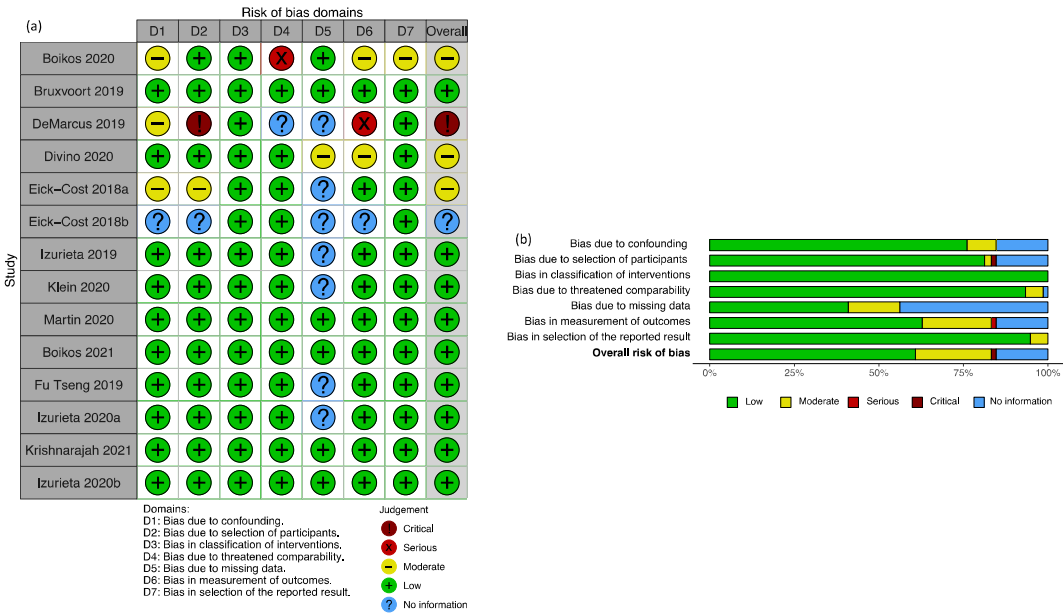 (a)
Risk of bias domains
D1 D2 D3 D4 D5 D6 D7 Overall
Study
Boikos 2020 − + + X + − − −
Bruxvoort 2019 + + + + + + + +
DeMarcus 2019 − ! + ? ? X + !
Divino 2020 + + + + − − + −
Eick−Cost 2018a − − + + ? + + −
Eick−Cost 2018b ? ? + + ? ? + ?
Izurieta 2019 + + + + ? + + +
Klein 2020 + + + + ? + + +
Martin 2020 + + + + + + + +
Boikos 2021 + + + + + + + +
Fu Tseng 2019 + + + + ? + + +
Izurieta 2020a + + + + ? + + +
Krishnarajah 2021 + + + + + + + +
Izurieta 2020b + + + + + + + +
Domains:
D1: Bias due to confounding.
D2: Bias due to selection of participants.
D3: Bias in classification of interventions.
D4: Bias due to threatened comparability.
D5: Bias due to missing data.
D6: Bias in measurement of outcomes.
D7: Bias in selection of the reported result.
Judgement
! Critical
X Serious
− Moderate
+ Low
? No information
(b)
Bias due to confounding
Bias due to selection of participants
Bias in classification of interventions
Bias due to threatened comparability
Bias due to missing data
Bias in measurement of outcomes
Bias in selection of the reported result
Overall risk of bias
0% 25% 50% 75% 100%
Low Moderate Serious Critical No information